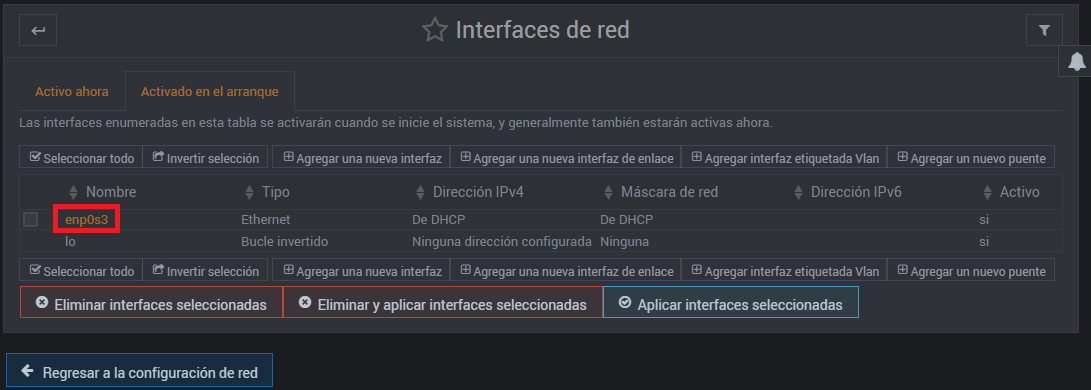 Interfaces de red
Activo ahora Activado en el arranque
Las interfaces enumeradas en esta tabla se activarán cuando se inicie el sistema, y generalmente también estarán activas ahora.
Seleccionar todo Invertir selección Agregar una nueva interfaz Agregar una nueva interfaz de enlace Agregar interfaz etiquetada Vlan Agregar un nuevo puente
Nombre Tipo Dirección IPv4 Máscara de red Dirección IPv6 Activo
enp0s3 Ethernet De DHCP De DHCP si
lo Bucle invertido Ninguna dirección configurada Ninguna si
Seleccionar todo Invertir selección Agregar una nueva interfaz Agregar una nueva interfaz de enlace Agregar interfaz etiquetada Vlan Agregar un nuevo puente
Eliminar interfaces seleccionadas Eliminar y aplicar interfaces seleccionadas Aplicar interfaces seleccionadas
Regresar a la configuración de red